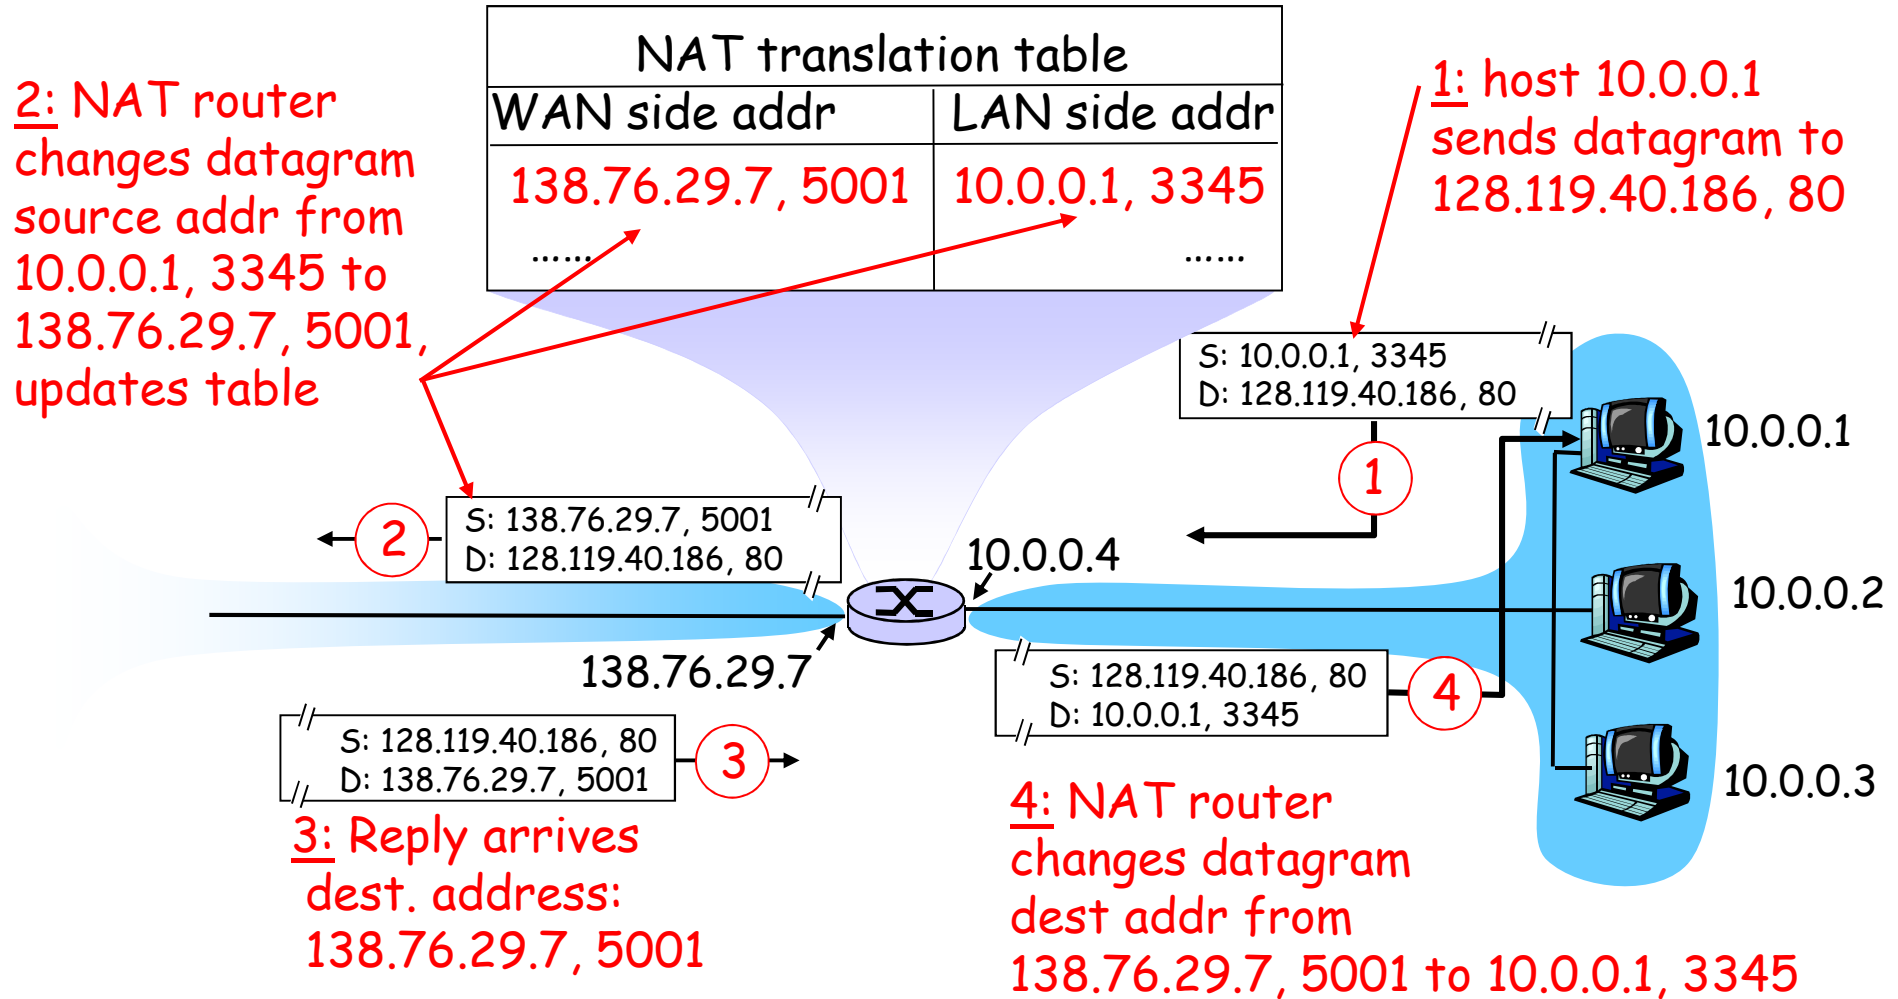 NAT translation table
WAN side addr
LAN side addr
138.76.29.7, 5001
10.0.0.1, 3345
......
......
2: NAT router
changes datagram
source addr from
10.0.0.1, 3345 to
138.76.29.7, 5001,
updates table
1: host 10.0.0.1
sends datagram to
128.119.40.186, 80
S: 10.0.0.1, 3345
D: 128.119.40.186, 80
1
10.0.0.1
S: 138.76.29.7, 5001
D: 128.119.40.186, 80
2
10.0.0.4
10.0.0.2
138.76.29.7
S: 128.119.40.186, 80
D: 10.0.0.1, 3345
4
S: 128.119.40.186, 80
D: 138.76.29.7, 5001
3
10.0.0.3
3: Reply arrives
dest. address:
138.76.29.7, 5001
4: NAT router
changes datagram
dest addr from
138.76.29.7, 5001 to 10.0.0.1, 3345